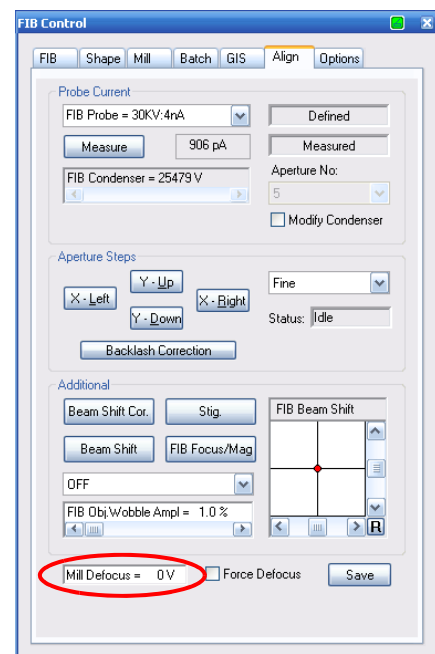 FIB Control
FIB Shape Mill Batch GIS Align Options
Probe Current
FIB Probe = 30KV:4nA Defined
Measure 906 pA Measured
FIB Condenser = 25479 V Aperture No:
5
Modify Condenser
Aperture Steps
Y - Up Fine
X - Left X - Right
Y - Down Status: Idle
Backlash Correction
Additional
Beam Shift Cor. Stig. FIB Beam Shift
Beam Shift FIB Focus/Mag
OFF
FIB Obj.Wobble Ampl = 1.0 %
R
Mill Defocus = 0 V Force Defocus Save